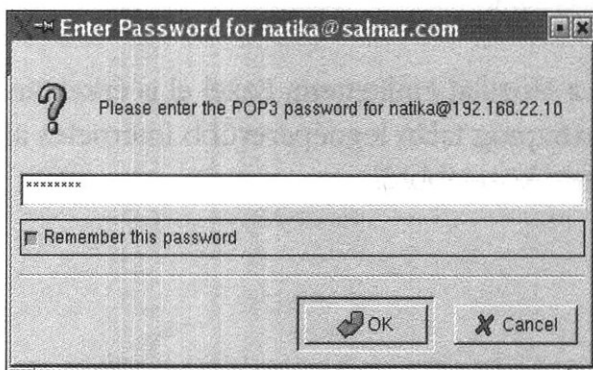 Enter Password for natika@salmar.com
Please enter the POP3 password for natika@192.168.22.10
********
Remember this password
OK
Cancel